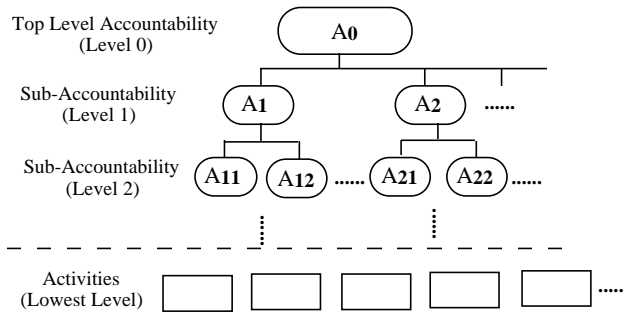 Top Level Accountability
(Level 0)
A0
Sub-Accountability
(Level 1)
A1
A2
......
Sub-Accountability
(Level 2)
A11
A12
......
A21
A22
......
Activities
(Lowest Level)
.....